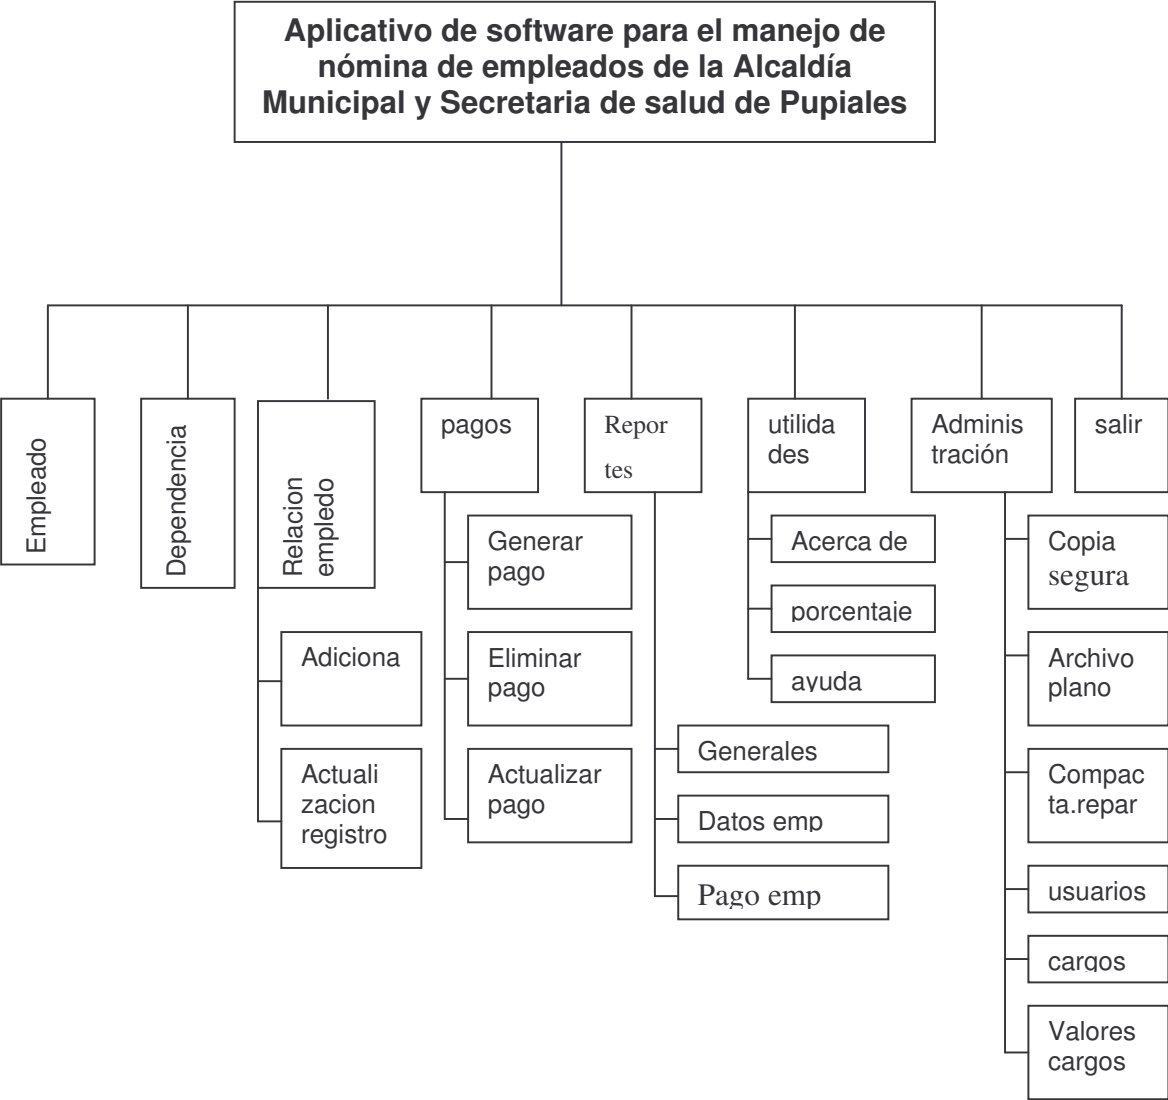 Aplicativo de software para el manejo de
nómina de empleados de la Alcaldía
Municipal y Secretaria de salud de Pupiales
Empleado
Dependencia
Relacion
empledo
Adiciona
Actuali
zacion
registro
pagos
Generar
pago
Eliminar
pago
Actualizar
pago
Repor
tes
Generales
Datos emp
Pago emp
utilida
des
Acerca de
porcentaje
ayuda
Adminis
tración
Copia
segura
Archivo
plano
Compac
ta.repar
usuarios
cargos
Valores
cargos
salir